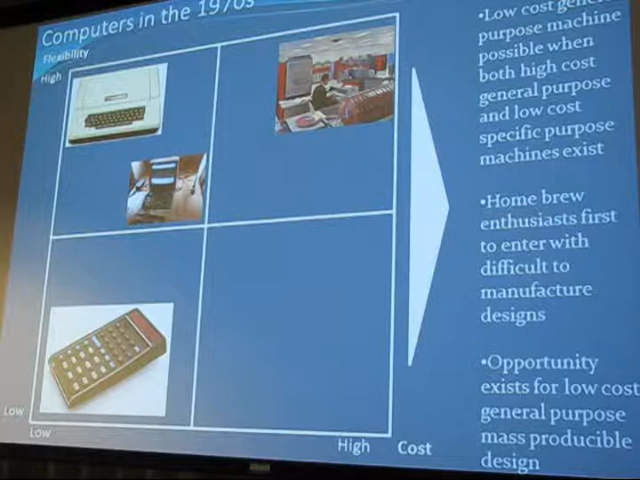 Computers in the 1970s
Flexibility
High
Low
Low
High
Cost
•Low cost general
purpose machine
possible when
both high cost
general purpose
and low cost
specific purpose
machines exist
•Home brew
enthusiasts first
to enter with
difficult to
manufacture
designs
•Opportunity
exists for low cost
general purpose
mass producible
design